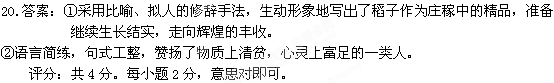 20.答案：①采用比喻、拟人的修辞手法，生动形象地写出了稻子作为庄稼中的精品，准备
继续生长结实，走向辉煌的丰收。
②语言简练，句式工整，赞扬了物质上清贫，心灵上富足的一类人。
评分：共4分。每小题2分，意思对即可。